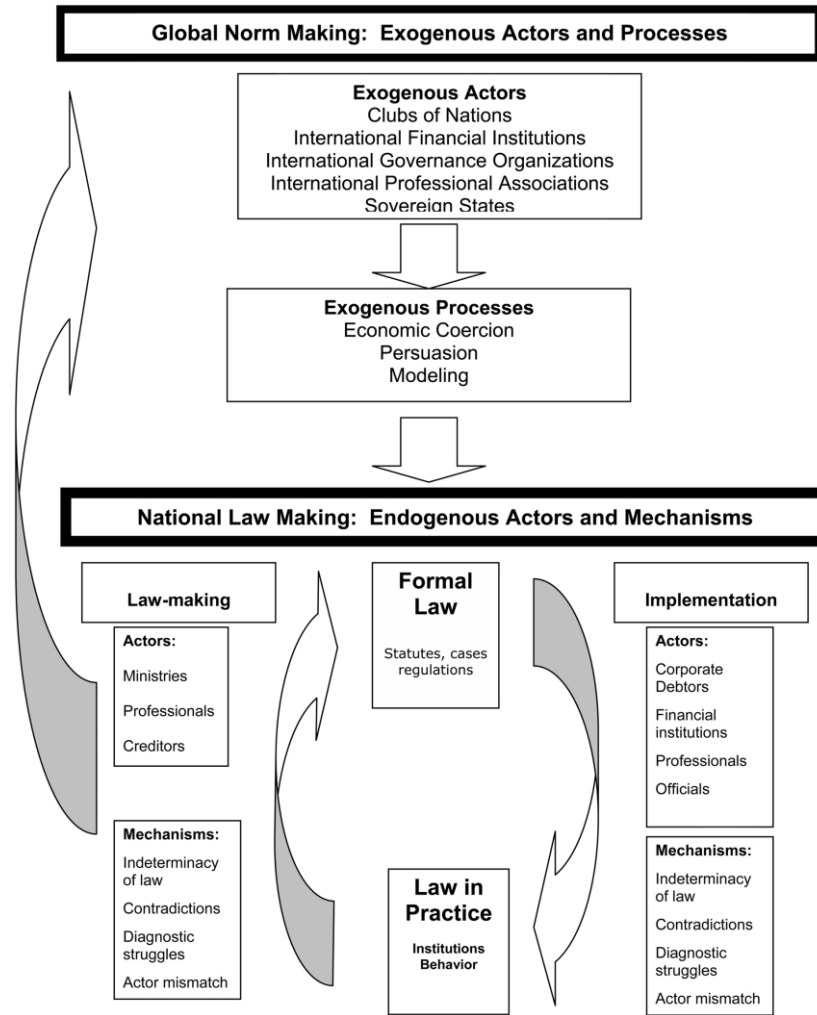 Global Norm Making: Exogenous Actors and Processes
Exogenous Actors
Clubs of Nations
International Financial Institutions
International Governance Organizations
International Professional Associations
Sovereign States
Exogenous Processes
Economic Coercion
Persuasion
Modeling
National Law Making: Endogenous Actors and Mechanisms
Law-making
Actors:
Ministries
Professionals
Creditors
Mechanisms:
Indeterminacy
of law
Contradictions
Diagnostic
struggles
Actor mismatch
Formal
Law
Statutes, cases
regulations
Law in
Practice
Institutions
Behavior
Implementation
Actors:
Corporate
Debtors
Financial
institutions
Professionals
Officials
Mechanisms:
Indeterminacy
of law
Contradictions
Diagnostic
struggles
Actor mismatch